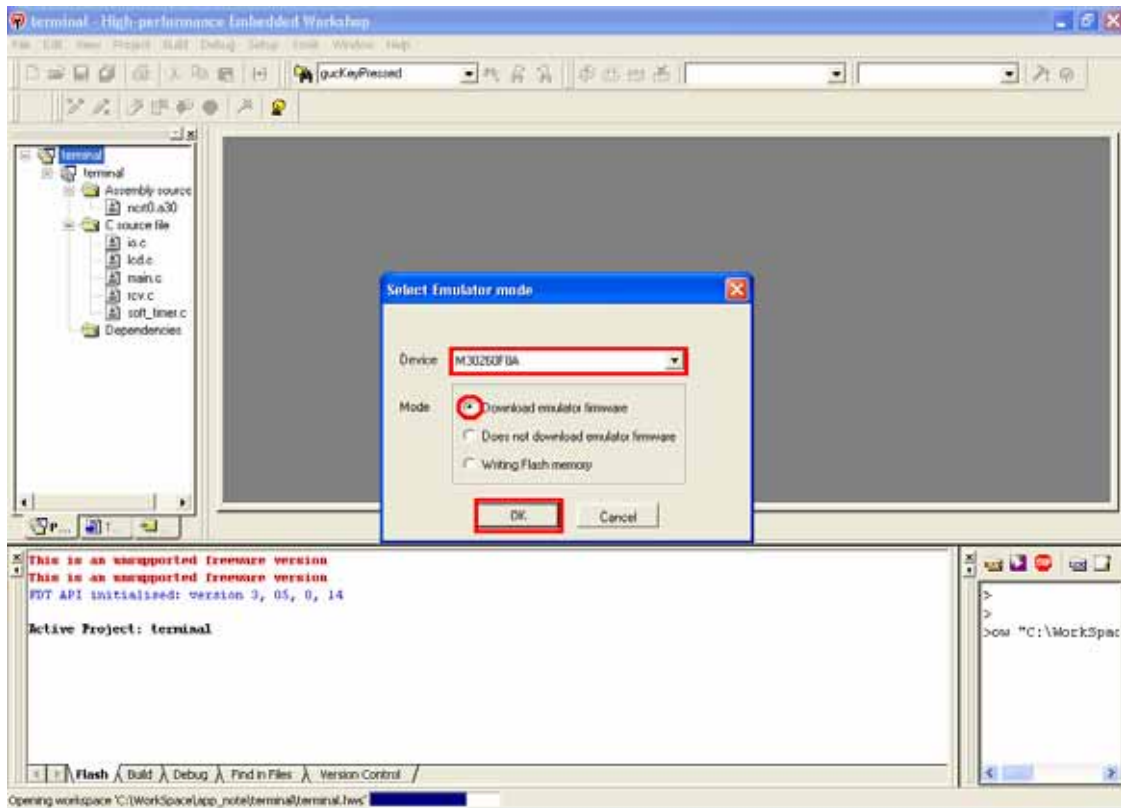 terminal - High-performance Embedded Workshop
File Edit View Project Build Debug Setup Tools Window Help
gucKeyPressed
terminal
terminal
Assembly source
ncrt0.a30
C source file
io.c
lcd.c
main.c
rcv.c
soft_timer.c
Dependencies
Select Emulator mode
Device M30260F8A
Mode Download emulator firmware
Does not download emulator firmware
Writing Flash memory
OK Cancel
P... T...
This is an unsupported freeware version
This is an unsupported freeware version
FDT API initialised: version 3, 05, 0, 14
Active Project: terminal
>
>
>ow "C:\WorkSpac
Flash Build Debug Find in Files Version Control
Opening workspace 'C:\WorkSpace\app_note\terminal\terminal.hws'